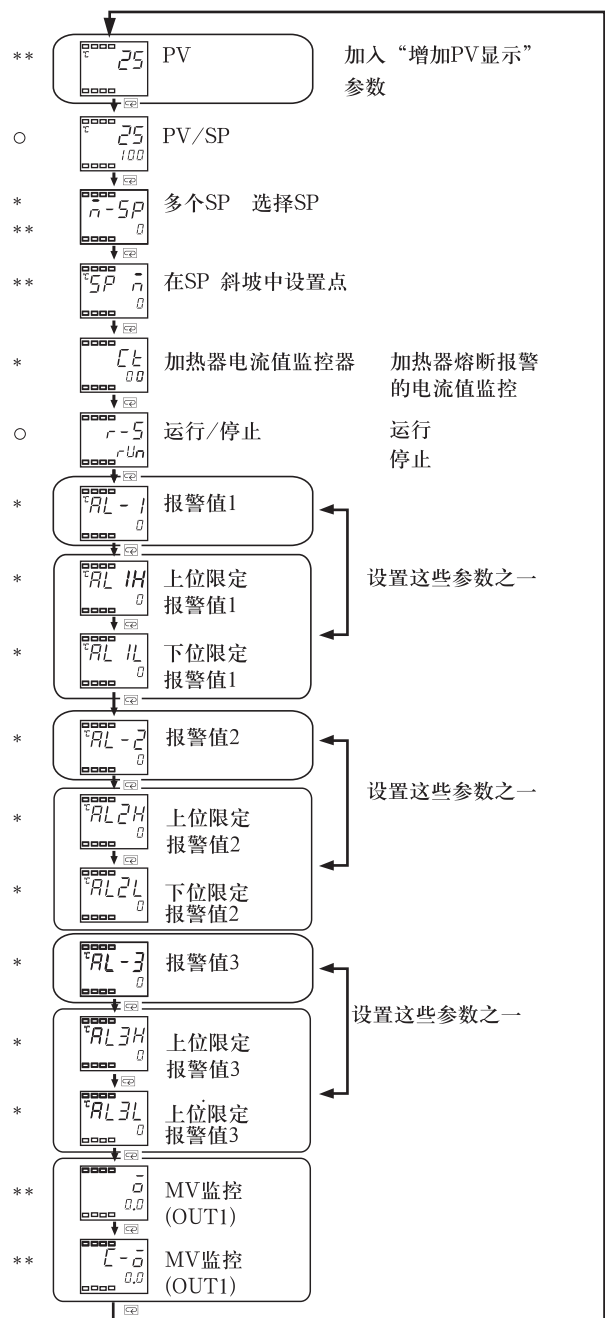 ** ℃ 25 PV 加入“增加PV显示”
参数
○ ℃ 25 PV/SP
100
* ñ-SP 多个SP 选择SP
** 0
** ℃ SP ñ 在SP 斜坡中设置点
0
* Ct 加热器电流值监控器 加热器熔断报警
00 的电流值监控
○ r-S 运行/停止 运行
rUn 停止
* ℃ AL-1 报警值1
0
* ℃ AL 1H 上位限定 设置这些参数之一
0 报警值1
* ℃ AL 1L 下位限定
0 报警值1
* ℃ AL-2 报警值2
0
设置这些参数之一
* ℃ AL2H 上位限定
0 报警值2
* ℃ AL2L 下位限定
0 报警值2
* ℃ AL-3 报警值3
0
设置这些参数之一
* ℃ AL3H 上位限定
0 报警值3
* ℃ AL3L 上位限定
0 报警值3
** ō MV监控
0.0 (OUT1)
** C-ō MV监控
0.0 (OUT1)